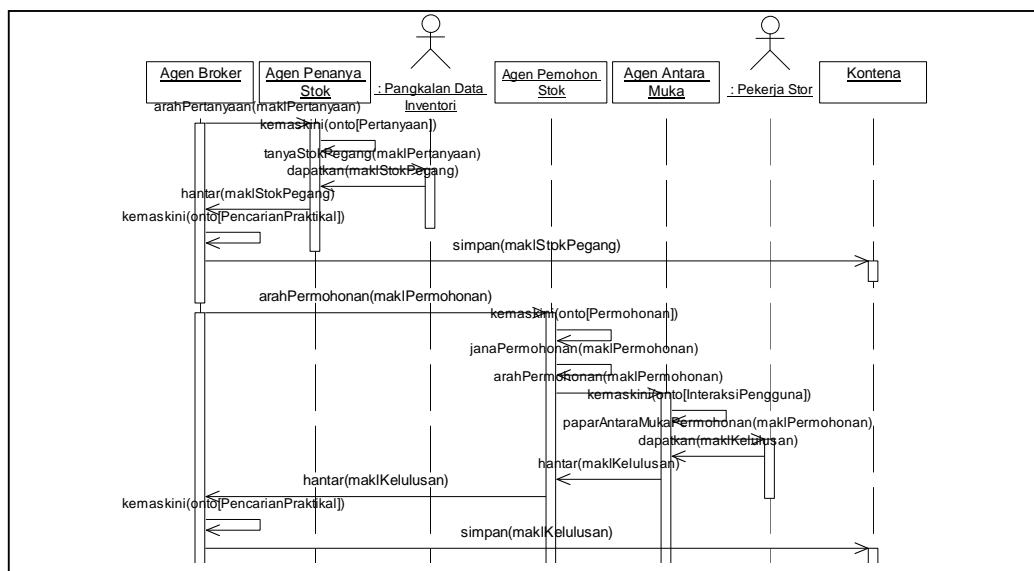 Agen Broker
Agen Penanya
Stok
: Pangkalan Data
Inventori
Agen Pemohon
Stok
Agen Antara
Muka
: Pekerja Stor
Kontena
arahPertanyaan(maklPertanyaan)
kemaskini(onto[Pertanyaan])
tanyaStokPegang(maklPertanyaan)
dapatkan(maklStokPegang)
hantar(maklStokPegang)
kemaskini(onto[PencarianPraktikal])
simpan(maklStokPegang)
arahPermohonan(maklPermohonan)
kemaskini(onto[Permohonan])
janaPermohonan(maklPermohonan)
arahPermohonan(maklPermohonan)
kemaskini(onto[InteraksiPengguna])
paparAntaraMukaPermohonan(maklPermohonan)
dapatkan(maklKelulusan)
hantar(maklKelulusan)
hantar(maklKelulusan)
kemaskini(onto[PencarianPraktikal])
simpan(maklKelulusan)